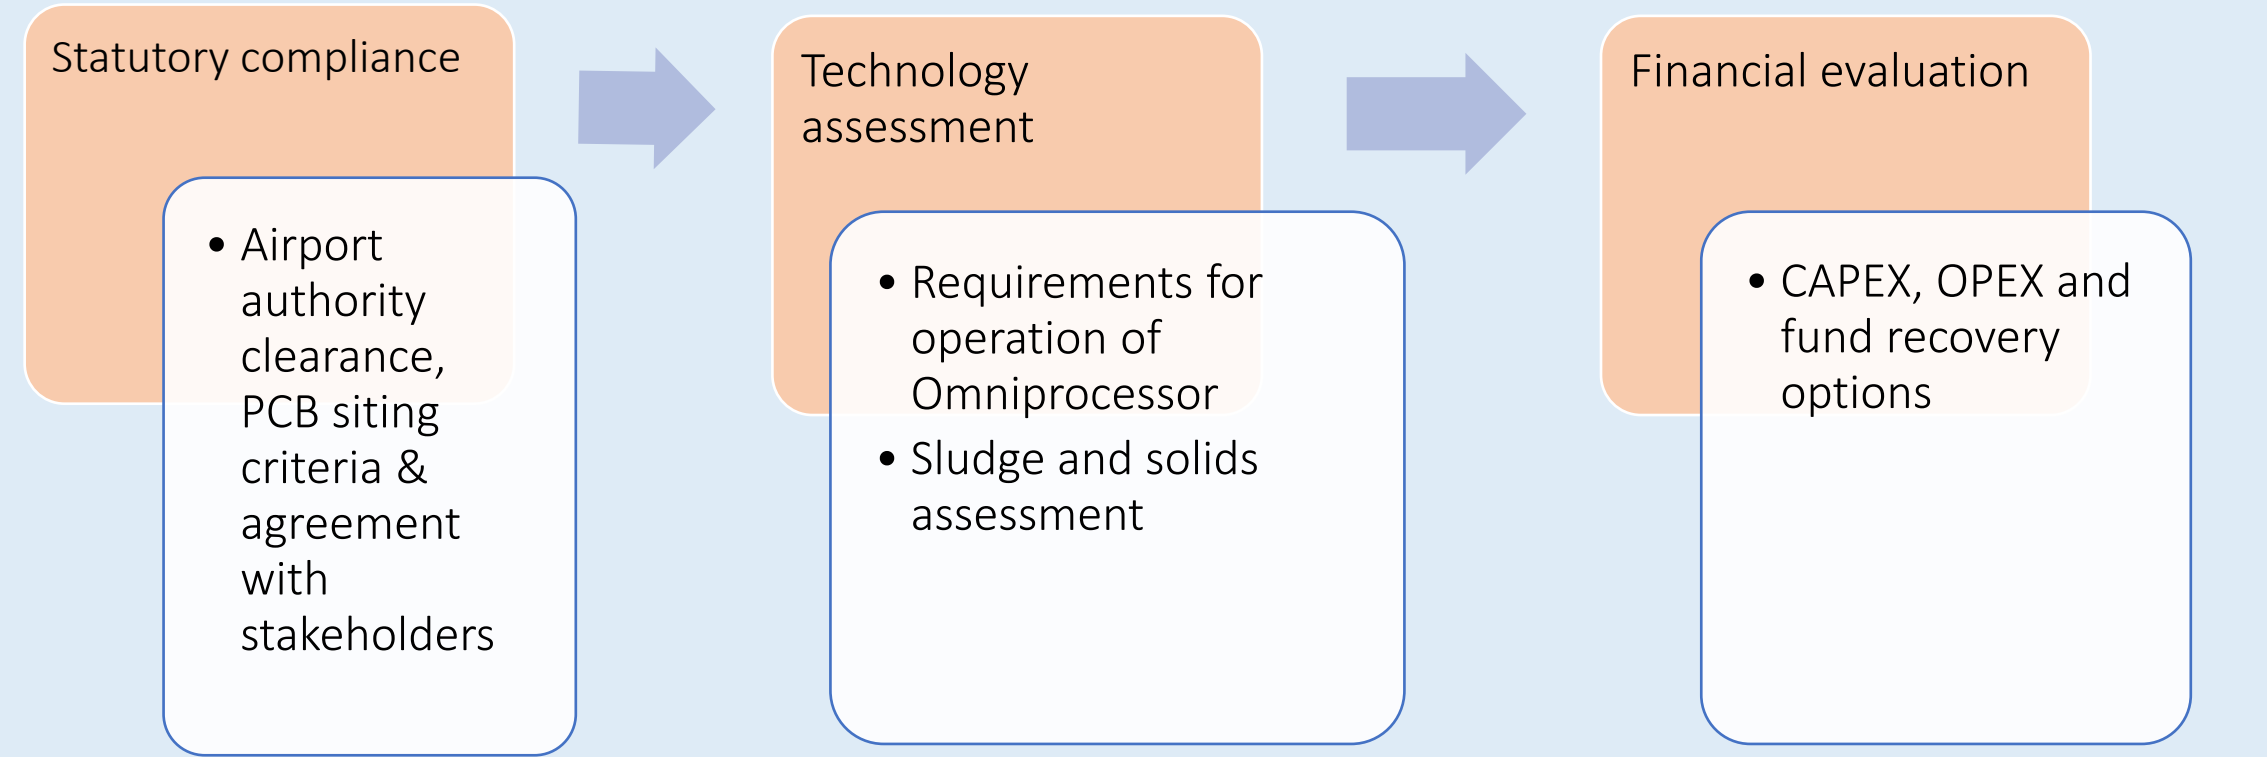 Statutory compliance
• Airport
authority
clearance,
PCB siting
criteria &
agreement
with
stakeholders
Technology
assessment
• Requirements for
operation of
Omniprocessor
• Sludge and solids
assessment
Financial evaluation
• CAPEX, OPEX and
fund recovery
options